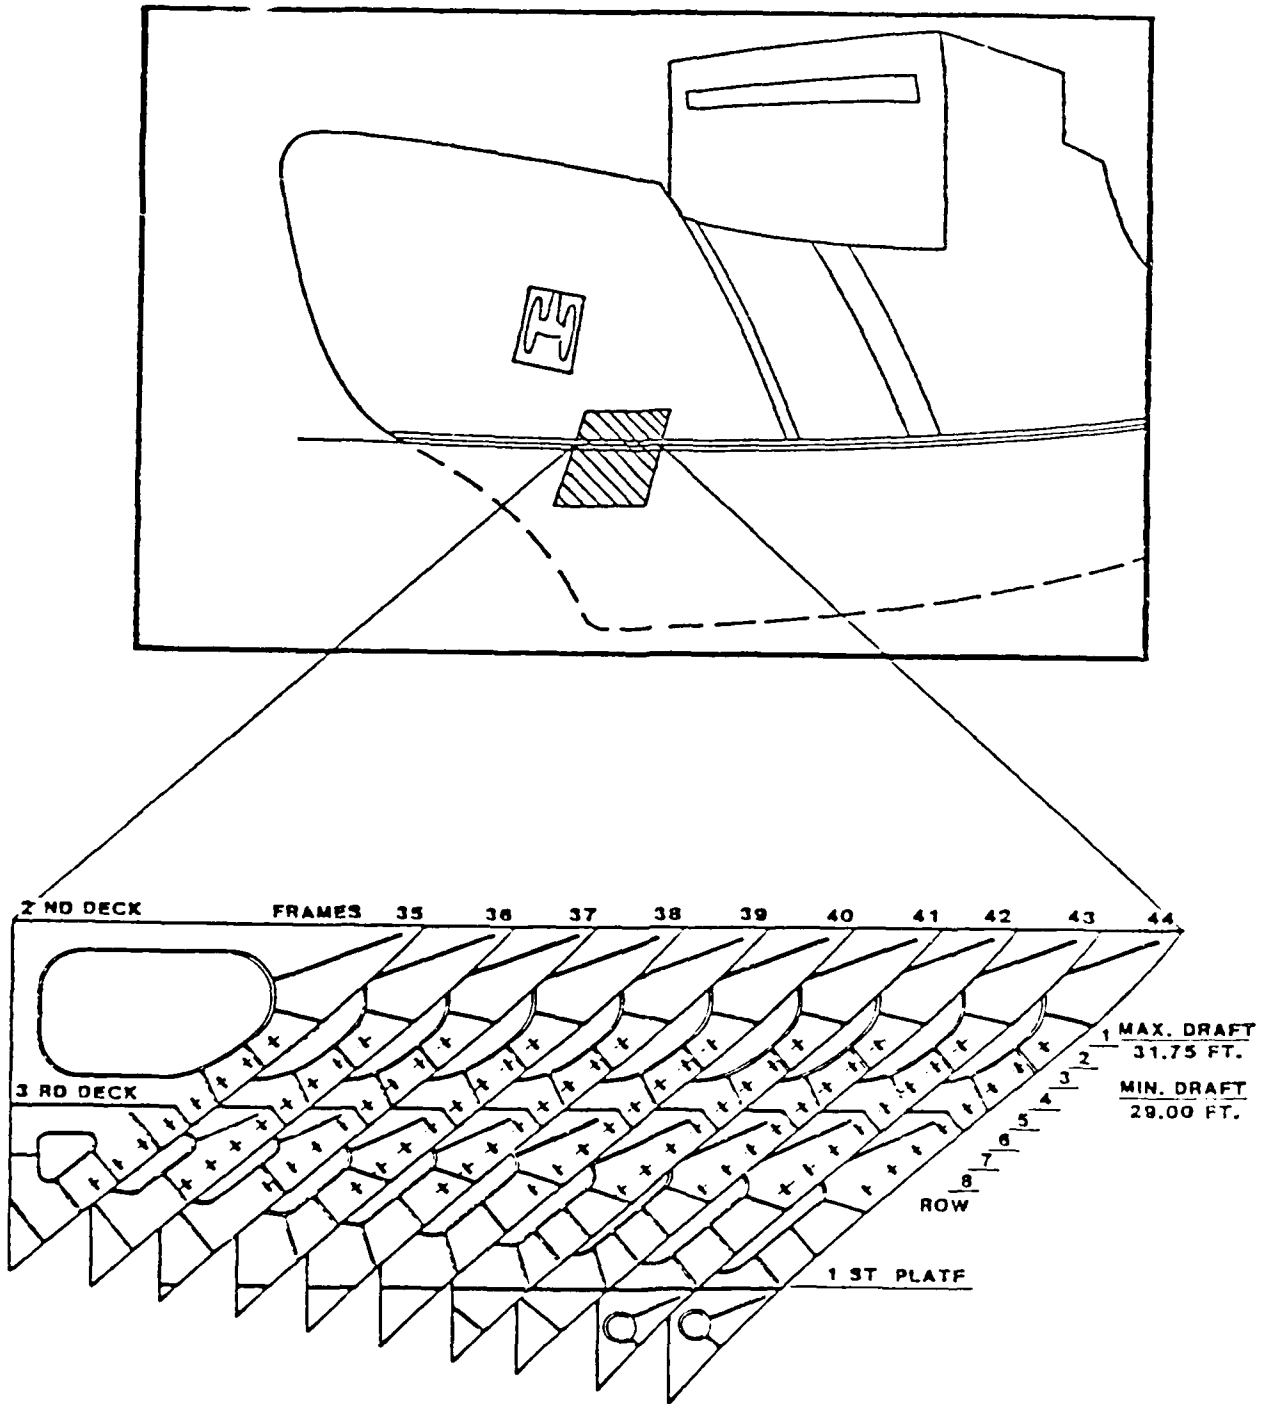 2 ND DECK FRAMES 35 36 37 38 39 40 41 42 43 44
1 MAX. DRAFT
31.75 FT.
2
3
MIN. DRAFT
29.00 FT.
4
5
6
7
8
ROW
3 RD DECK
1 ST PLATF